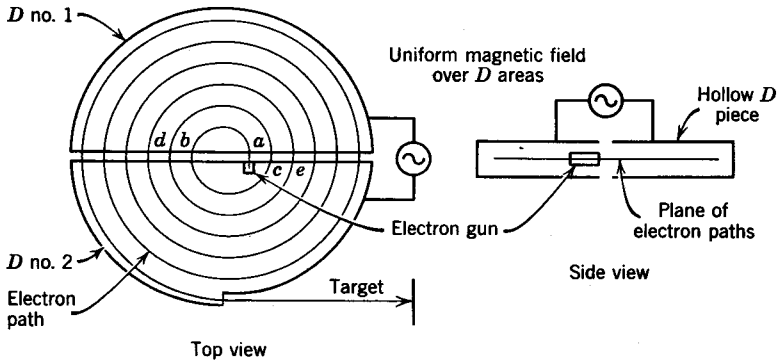 D no. 1
Uniform magnetic field
over D areas
Hollow D
piece
d b a
c e
Electron gun
Plane of
electron paths
D no. 2
Electron
path
Target
Side view
Top view